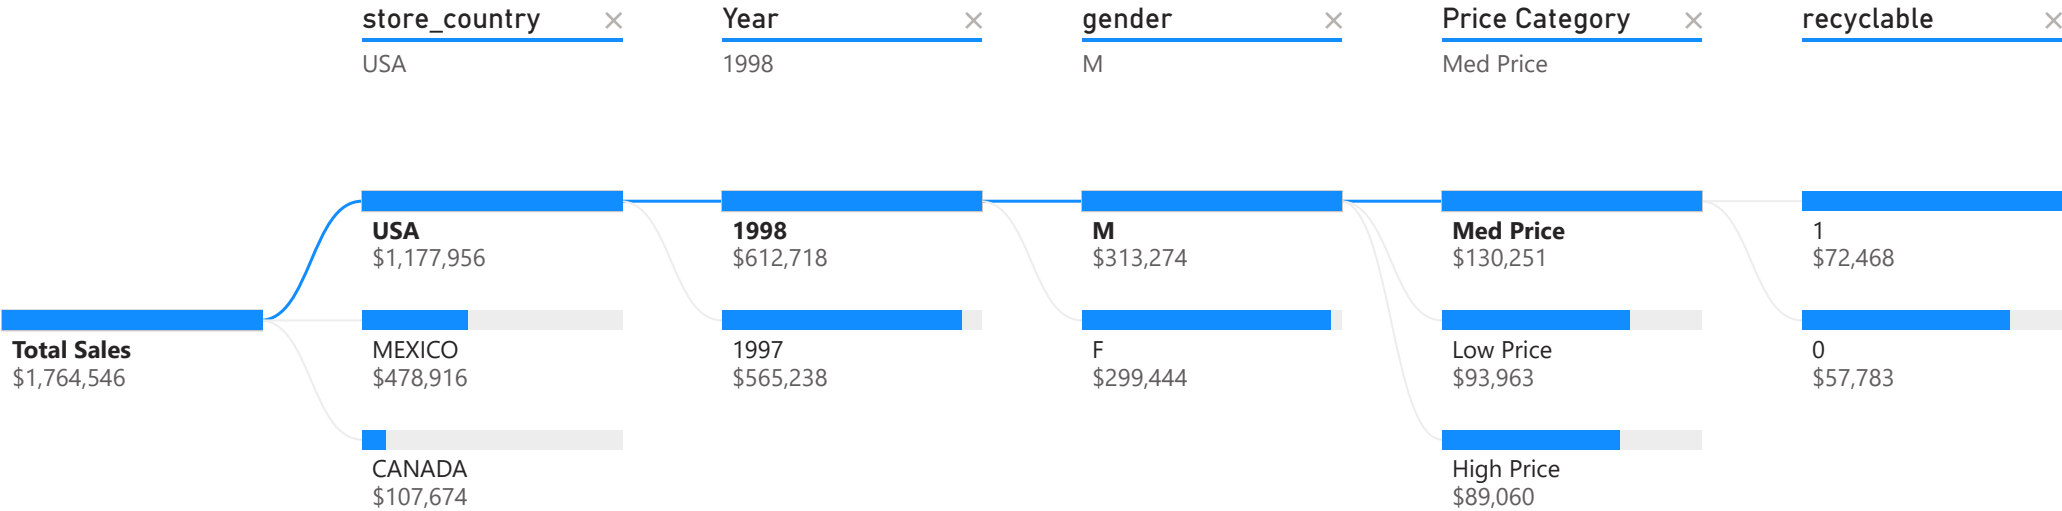 store_country
USA
Year
1998
gender
M
Price Category
Med Price
recyclable
Total Sales
$1,764,546
USA
$1,177,956
MEXICO
$478,916
CANADA
$107,674
1998
$612,718
1997
$565,238
M
$313,274
F
$299,444
Med Price
$130,251
Low Price
$93,963
High Price
$89,060
1
$72,468
0
$57,783